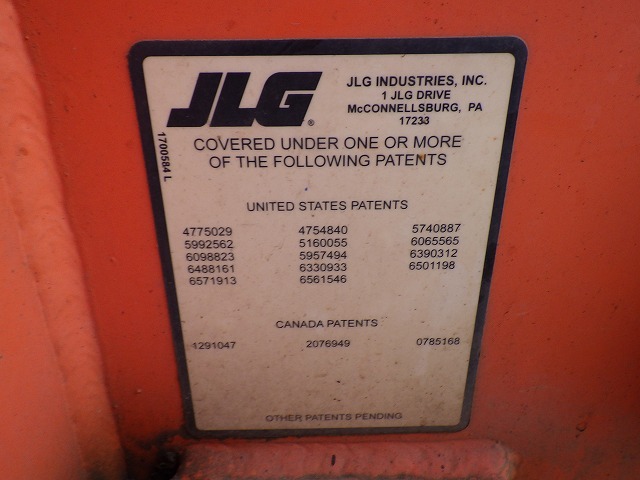 JLG®
JLG INDUSTRIES, INC.
1 JLG DRIVE
McCONNELLSBURG, PA
17233
1700584 L
COVERED UNDER ONE OR MORE
OF THE FOLLOWING PATENTS
UNITED STATES PATENTS
4775029 4754840 5740887
5992562 5160055 6065565
6098823 5957494 6390312
6488161 6330933 6501198
6571913 6561546
CANADA PATENTS
1291047 2076949 0785168
OTHER PATENTS PENDING